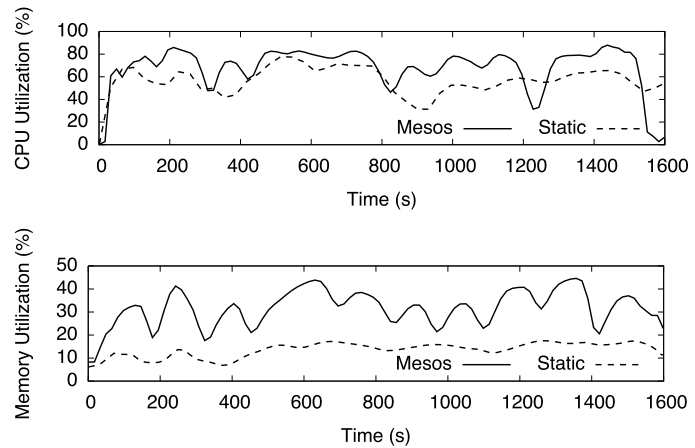 CPU Utilization (%)
100
80
60
40
20
0
Mesos
Static
0 200 400 600 800 1000 1200 1400 1600
Time (s)
Memory Utilization (%)
50
40
30
20
10
0
Mesos
Static
0 200 400 600 800 1000 1200 1400 1600
Time (s)